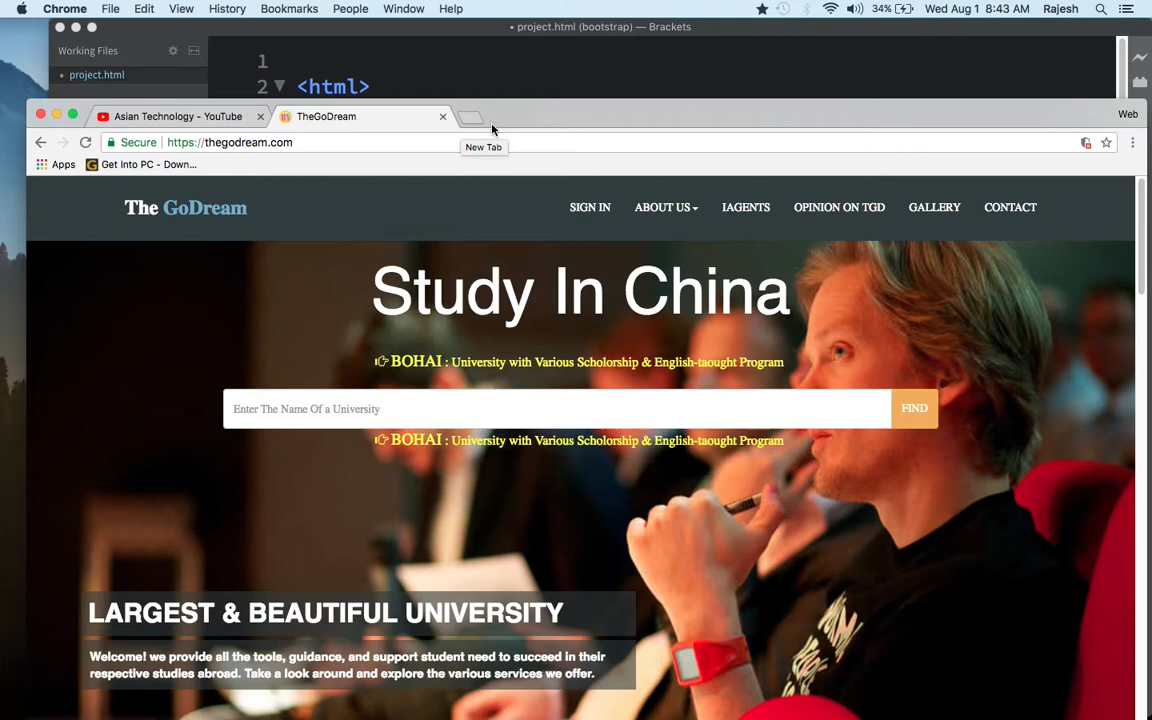 Chrome File Edit View History Bookmarks People Window Help 34% Wed Aug 1 8:43 AM Rajesh
• project.html (bootstrap) — Brackets
Working Files
• project.html
1
2 <html>
Asian Technology - YouTube
TheGoDream
Web
New Tab
Secure https://thegodream.com
Apps Get Into PC - Down...
The GoDream
SIGN IN ABOUT US IAGENTS OPINION ON TGD GALLERY CONTACT
Study In China
BOHAI : University with Various Scholorship & English-taought Program
Enter The Name Of a University FIND
BOHAI : University with Various Scholorship & English-taought Program
LARGEST & BEAUTIFUL UNIVERSITY
Welcome! we provide all the tools, guidance, and support student need to succeed in their
respective studies abroad. Take a look around and explore the various services we offer.